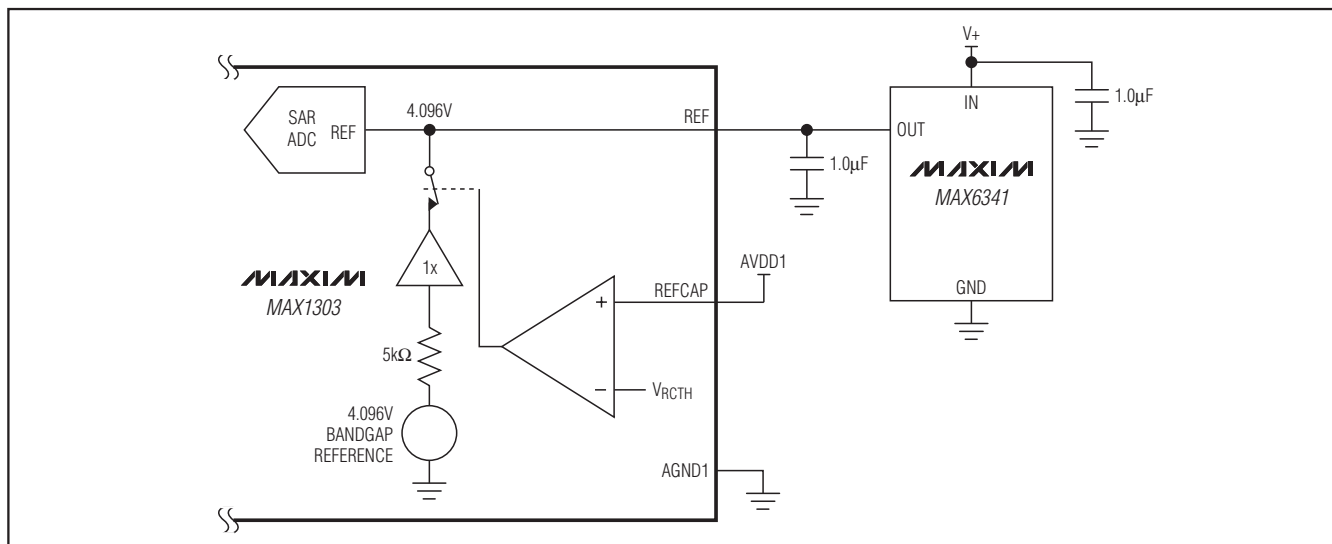 V+
1.0µF
IN
4.096V
REF
OUT
SAR
ADC
REF
1.0µF
MAXIM
MAX6341
GND
AVDD1
REFCAP
+
−
VRCTH
1x
MAXIM
MAX1303
5kΩ
4.096V
BANDGAP
REFERENCE
AGND1